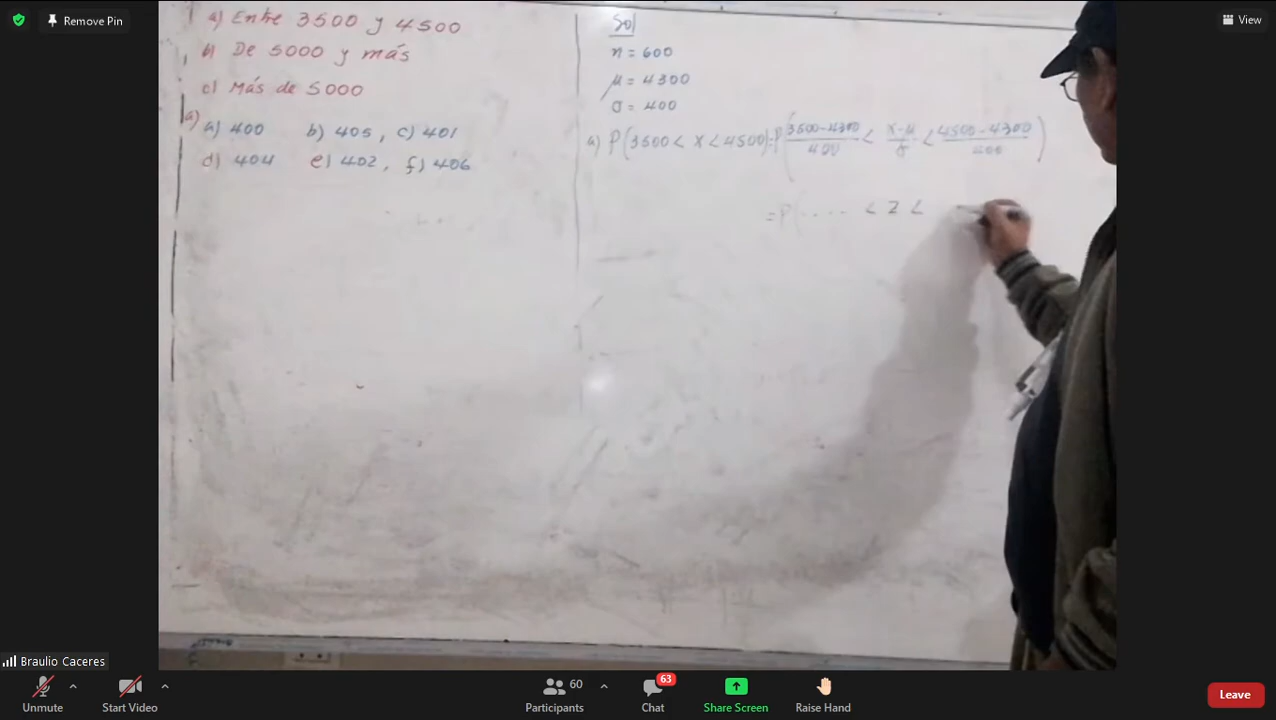 Remove Pin
View
a) Entre 3500 y 4500
b) De 5000 y más
c) Más de 5000
a) a) 400 b) 405, c) 401
d) 404 e) 402, f) 406
Sol
n = 600
μ = 4300
σ = 400
a) P(3500 < x < 4500) = P(3500-4300/400 < x-μ/σ < 4500-4300/400)
= P(..... < Z <
Braulio Caceres
Unmute
Start Video
60
Participants
63
Chat
Share Screen
Raise Hand
Leave